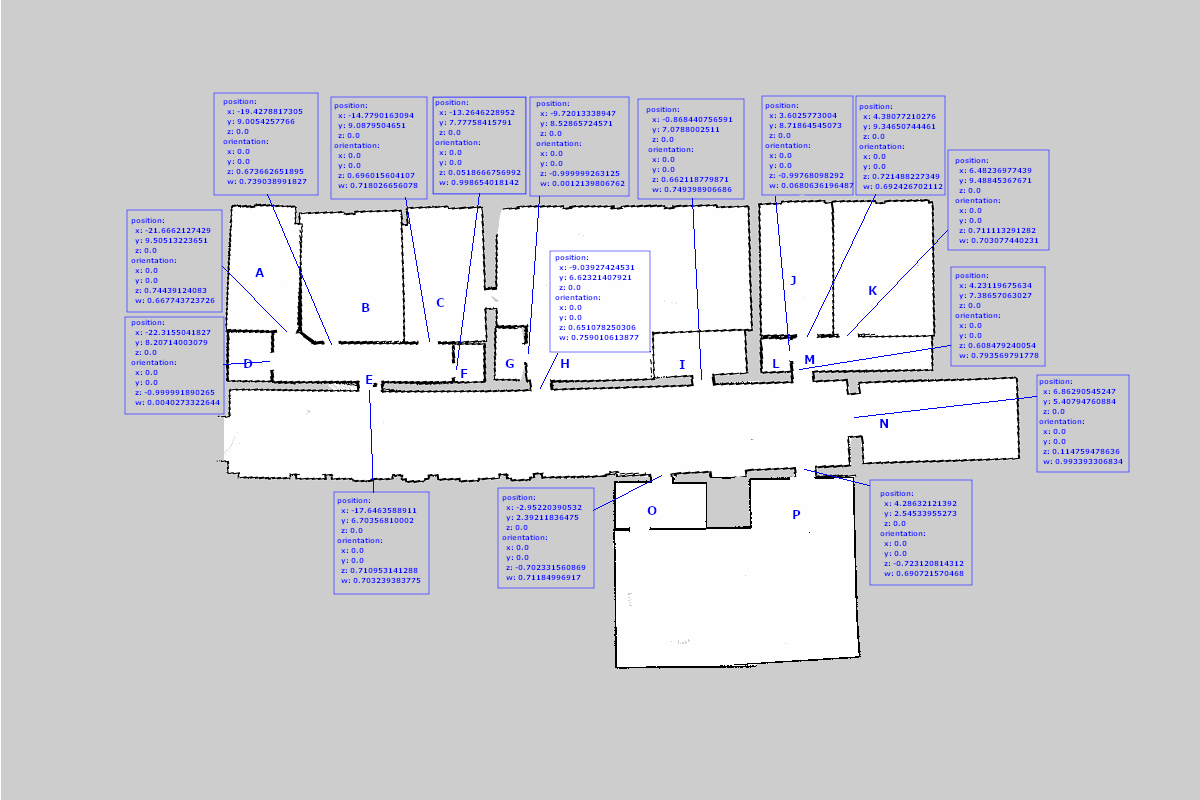 position:
x: -19.4278817305
y: 9.0054257766
z: 0.0
orientation:
x: 0.0
y: 0.0
z: 0.673662651895
w: 0.739038991827
position:
x: -14.7790163094
y: 9.0879504651
z: 0.0
orientation:
x: 0.0
y: 0.0
z: 0.696015604107
w: 0.718026656078
position:
x: -13.2646228952
y: 7.77758415791
z: 0.0
orientation:
x: 0.0
y: 0.0
z: 0.0518666756992
w: 0.998654018142
position:
x: -9.72013338947
y: 8.52865724571
z: 0.0
orientation:
x: 0.0
y: 0.0
z: -0.999999263125
w: 0.0012139806762
position:
x: -0.868440756591
y: 7.0788002511
z: 0.0
orientation:
x: 0.0
y: 0.0
z: 0.662118779871
w: 0.749398906686
position:
x: 3.6025773004
y: 8.71864545073
z: 0.0
orientation:
x: 0.0
y: 0.0
z: -0.99768098292
w: 0.0680636196487
position:
x: 4.38077210276
y: 9.34650744461
z: 0.0
orientation:
x: 0.0
y: 0.0
z: 0.721488227349
w: 0.692426702112
position:
x: 6.48236977439
y: 9.48845367671
z: 0.0
orientation:
x: 0.0
y: 0.0
z: 0.711113291282
w: 0.703077440231
position:
x: -21.6662127429
y: 9.50513223651
z: 0.0
orientation:
x: 0.0
y: 0.0
z: 0.74439124083
w: 0.667743723726
position:
x: -9.03927424531
y: 6.62321407921
z: 0.0
orientation:
x: 0.0
y: 0.0
z: 0.651078250306
w: 0.759010613877
position:
x: 4.23119675634
y: 7.38657063027
z: 0.0
orientation:
x: 0.0
y: 0.0
z: 0.608479240054
w: 0.793569791778
position:
x: -22.3155041827
y: 8.20714003079
z: 0.0
orientation:
x: 0.0
y: 0.0
z: -0.999991890265
w: 0.0040273322644
A
B
C
J
K
D
E
F
G
H
I
L
M
position:
x: 6.86290545247
y: 5.40794760884
z: 0.0
orientation:
x: 0.0
y: 0.0
z: 0.114759478636
w: 0.993393306834
N
position:
x: -17.6463588911
y: 6.70356810002
z: 0.0
orientation:
x: 0.0
y: 0.0
z: 0.710953141288
w: 0.703239383775
position:
x: -2.95220390532
y: 2.39211836475
z: 0.0
orientation:
x: 0.0
y: 0.0
z: -0.702331560869
w: 0.71184996917
O
P
position:
x: 4.28632121392
y: 2.54533955273
z: 0.0
orientation:
x: 0.0
y: 0.0
z: -0.723120814312
w: 0.690721570468